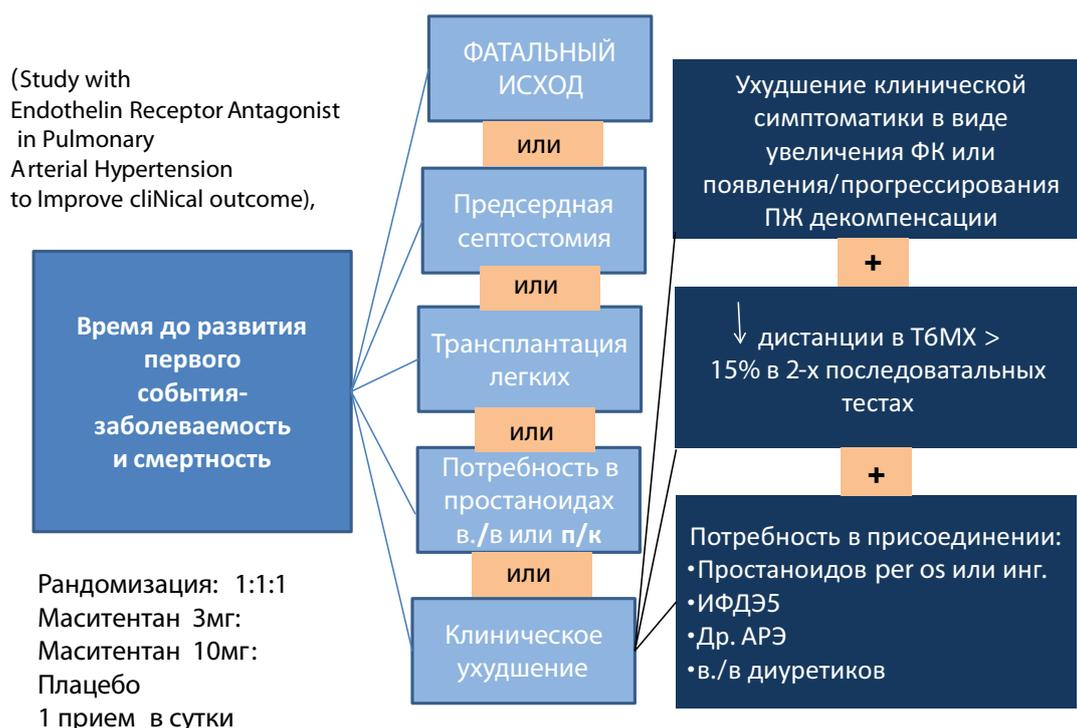 (Study with
Endothelin Receptor Antagonist
in Pulmonary
Arterial Hypertension
to Improve cliNical outcome),
Время до развития
первого
события-
заболеваемость
и смертность
Рандомизация: 1:1:1
Маситентан 3мг:
Маситентан 10мг:
Плацебо
1 прием в сутки
ФАТАЛЬНЫЙ
ИСХОД
или
Предсердная
септостомия
или
Трансплантация
легких
или
Потребность в
простаноидах
в./в или п/к
или
Клиническое
ухудшение
Ухудшение клинической
симптоматики в виде
увеличения ФК или
появления/прогрессирования
ПЖ декомпенсации
+
↓ дистанции в Т6МХ >
15% в 2-х последоватальных
тестах
+
Потребность в присоединении:
•Простаноидов per os или инг.
•ИФДЭ5
•Др. АРЭ
•в./в диуретиков